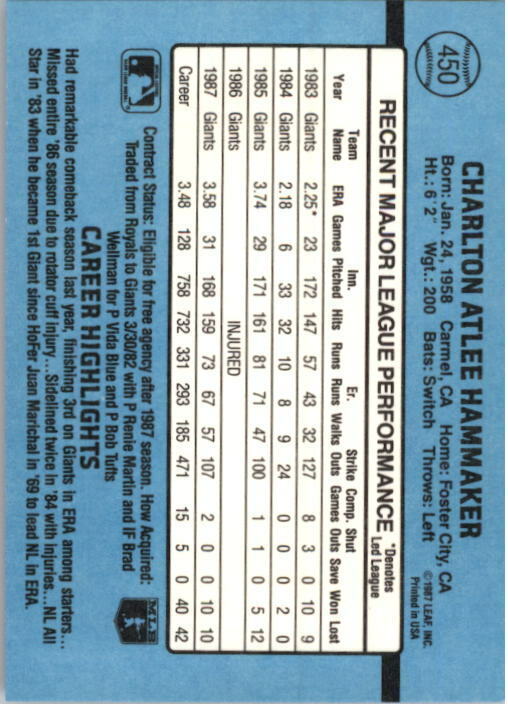 450
CHARLTON ATLEE HAMMAKER
Born: Jan. 24, 1958 Carmel, CA Home: Foster City, CA
Ht.: 6' 2" Wgt.: 200 Bats: Switch Throws: Left
©1987 LEAF, INC.
Printed in USA
RECENT MAJOR LEAGUE PERFORMANCE *Denotes Led League
Year Team Name ERA Games Inn. Pitched Hits Runs Er. Runs Walks Strike Outs Comp. Games Shut Outs Save Won Lost
1983 Giants 2.25* 23 172 147 57 43 32 127 8 3 0 10 9
1984 Giants 2.18 6 33 32 10 8 9 24 0 0 0 2 0
1985 Giants 3.74 29 171 161 81 71 47 100 1 1 0 5 12
1986 Giants INJURED
1987 Giants 3.58 31 168 159 73 67 57 107 2 0 0 10 10
Career 3.48 128 758 732 331 293 185 471 15 5 0 40 42
Contract Status: Eligible for free agency after 1987 season. How Acquired:
Traded from Royals to Giants 3/30/82 with P Renie Martin and IF Brad
Wellman for P Vida Blue and P Bob Tufts
MLB
CAREER HIGHLIGHTS
Had remarkable comeback season last year, finishing 3rd on Giants in ERA among starters...
Missed entire '86 season due to rotator cuff injury...Sidelined twice in '84 with injuries...NL All
Star in '83 when he became 1st Giant since HoFer Juan Marichal in '69 to lead NL in ERA.